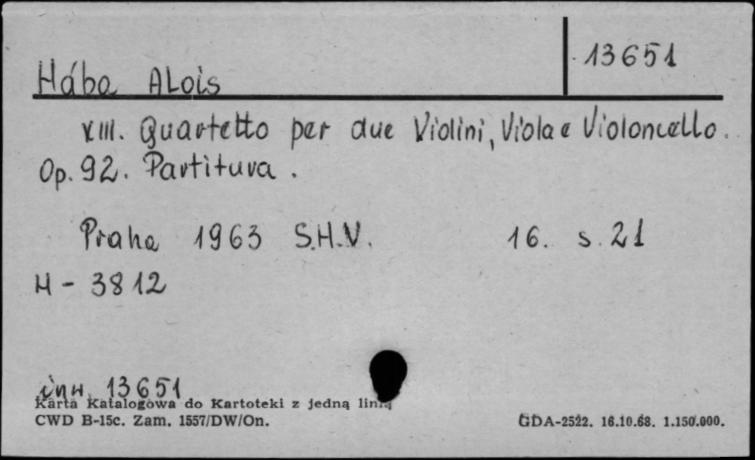 13651
Hába Alois
XIII. Quartetto per due Violini, Viola e Violoncello.
Op. 92. Partitura.
Praha 1963 S.H.V. 16. s. 21
H - 3812
inw. 13651
Karta Katalogowa do Kartoteki z jedną linią
CWD B-15c. Zam. 1557/DW/On. GDA-2522. 16.10.68. 1.150.000.